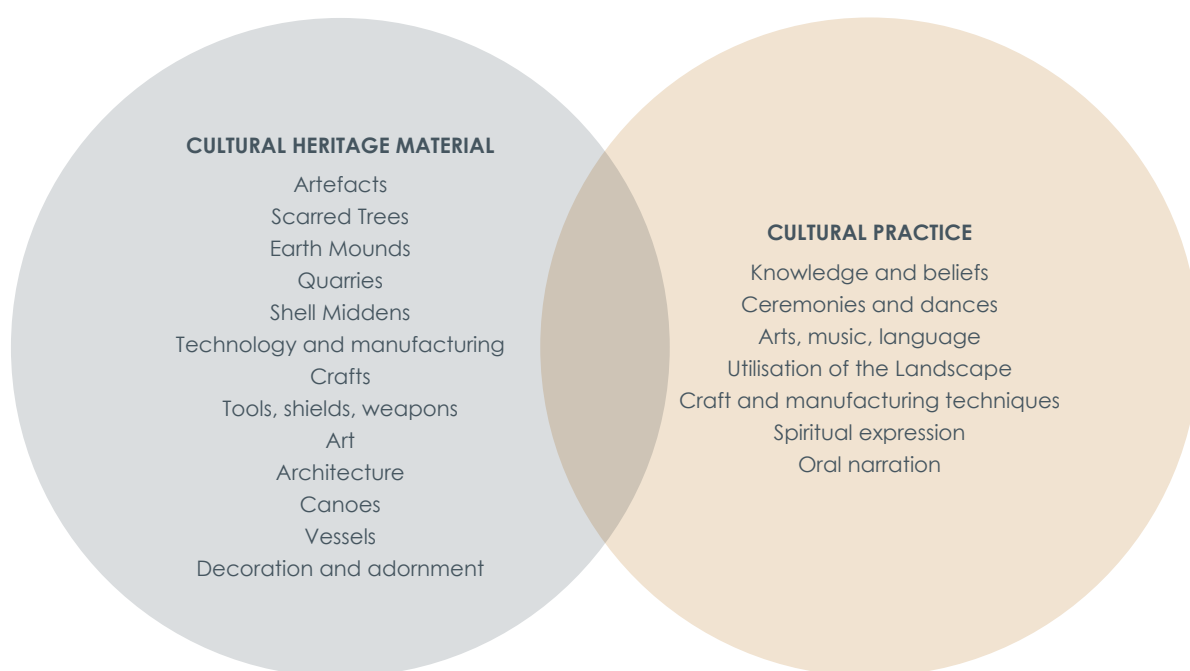 CULTURAL HERITAGE MATERIAL
Artefacts
Scarred Trees
Earth Mounds
Quarries
Shell Middens
Technology and manufacturing
Crafts
Tools, shields, weapons
Art
Architecture
Canoes
Vessels
Decoration and adornment
CULTURAL PRACTICE
Knowledge and beliefs
Ceremonies and dances
Arts, music, language
Utilisation of the Landscape
Craft and manufacturing techniques
Spiritual expression
Oral narration